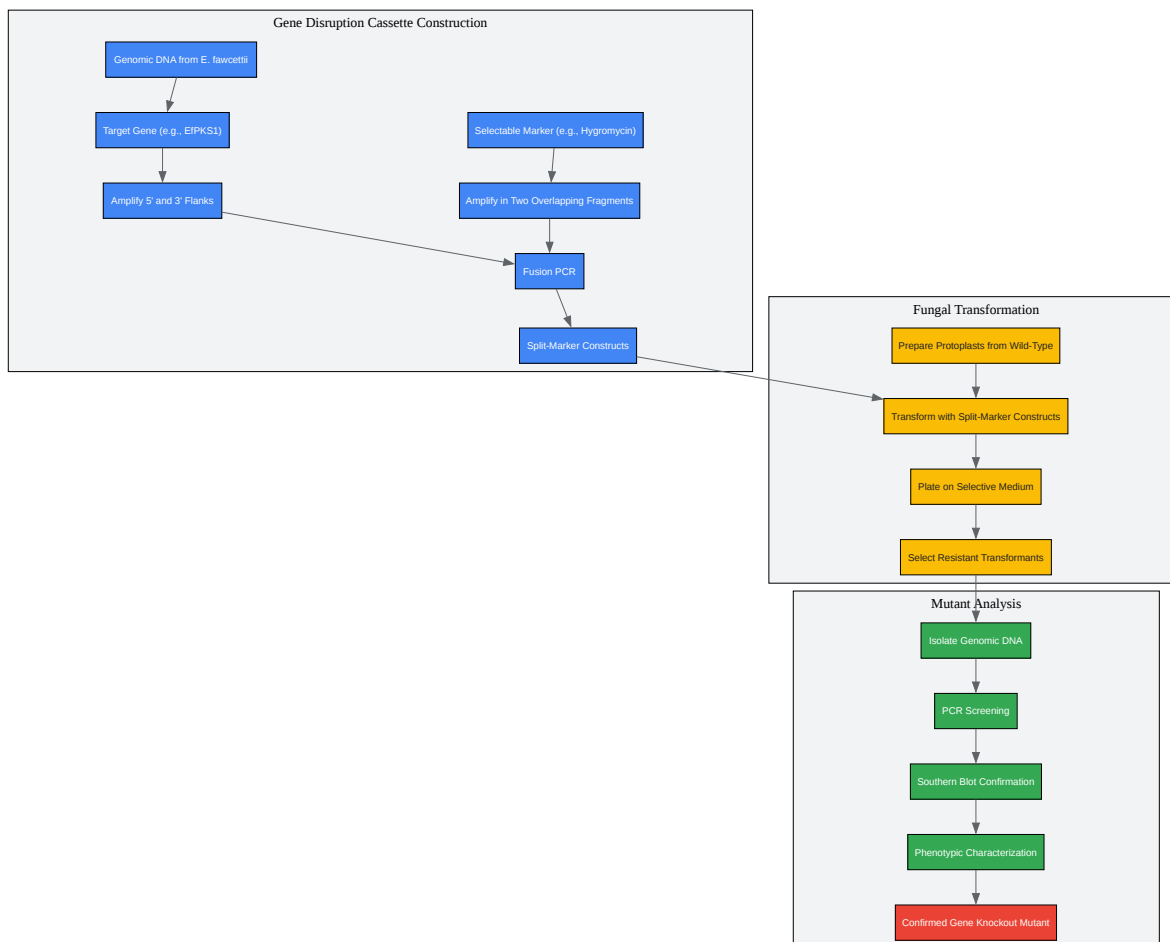 Gene Disruption Cassette Construction
Genomic DNA from E. fawcettii
Target Gene (e.g., EfPKS1)
Selectable Marker (e.g., Hygromycin)
Amplify 5' and 3' Flanks
Amplify in Two Overlapping Fragments
Fusion PCR
Split-Marker Constructs
Fungal Transformation
Prepare Protoplasts from Wild-Type
Transform with Split-Marker Constructs
Plate on Selective Medium
Select Resistant Transformants
Mutant Analysis
Isolate Genomic DNA
PCR Screening
Southern Blot Confirmation
Phenotypic Characterization
Confirmed Gene Knockout Mutant